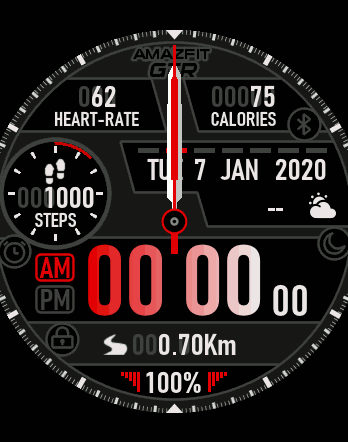 AMAZFIT
GTR
062 00075
HEART-RATE CALORIES
TUE 7 JAN 2020
001000 --
STEPS
AM
PM
00 00 00
000.70Km
100%